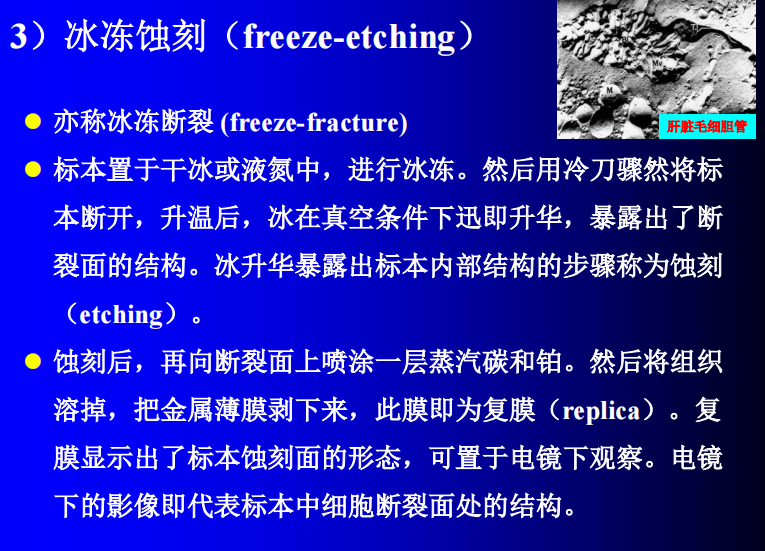 3）冰冻蚀刻（freeze-etching）
Mv
M
肝脏毛细胆管
亦称冰冻断裂 (freeze-fracture)
标本置于干冰或液氮中，进行冰冻。然后用冷刀骤然将标
本断开，升温后，冰在真空条件下迅即升华，暴露出了断
裂面的结构。冰升华暴露出标本内部结构的步骤称为蚀刻
（etching）。
蚀刻后，再向断裂面上喷涂一层蒸汽碳和铂。然后将组织
溶掉，把金属薄膜剥下来，此膜即为复膜（replica）。复
膜显示出了标本蚀刻面的形态，可置于电镜下观察。电镜
下的影像即代表标本中细胞断裂面处的结构。